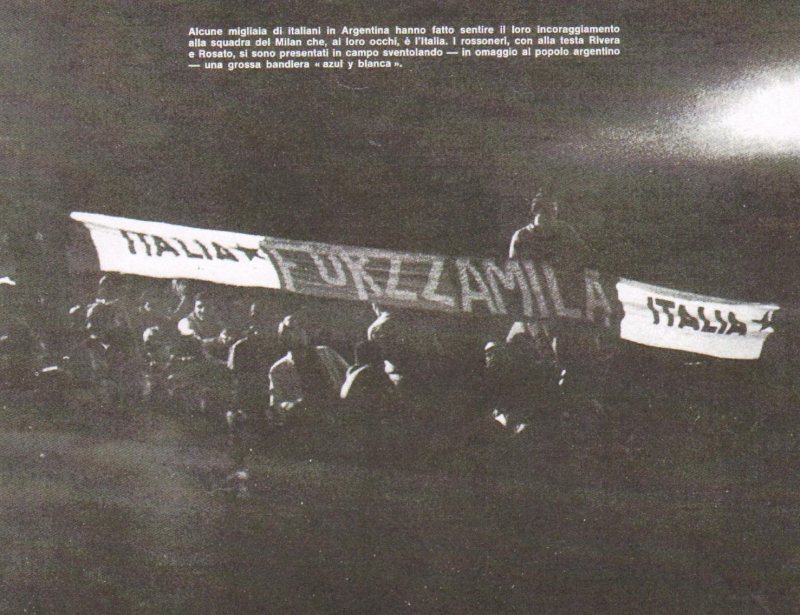 Alcune migliaia di italiani in Argentina hanno fatto sentire il loro incoraggiamento
alla squadra del Milan che, ai loro occhi, è l'Italia. I rossoneri, con alla testa Rivera
e Rosato, si sono presentati in campo sventolando — in omaggio al popolo argentino
— una grossa bandiera « azul y blanca ».
ITALIA★ FURZZAMILA ITALIA★